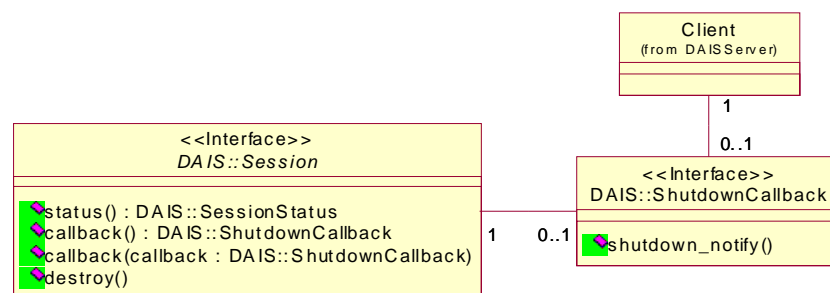 Client
(from DAISServer)
1
0..1
<<Interface>>
DAIS::Session
status() : DAIS::SessionStatus
callback() : DAIS::ShutdownCallback
callback(callback : DAIS::ShutdownCallback)
destroy()
1
0..1
<<Interface>>
DAIS::ShutdownCallback
shutdown_notify()